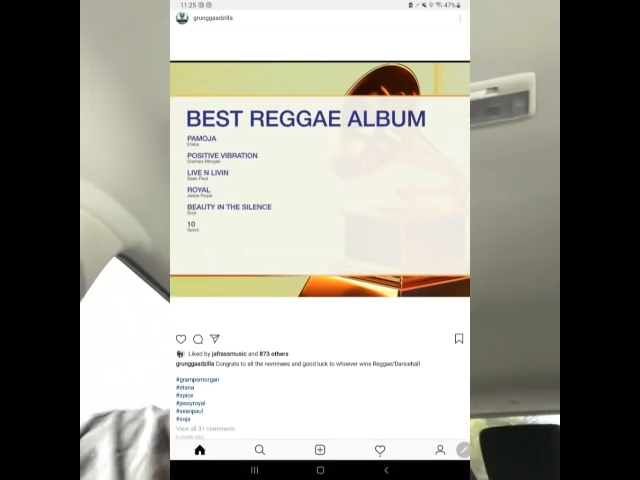 11:25
47%
grunggaadzilla
BEST REGGAE ALBUM
PAMOJA
Etana
POSITIVE VIBRATION
Gramps Morgan
LIVE N LIVIN
Sean Paul
ROYAL
Jesse Royal
BEAUTY IN THE SILENCE
Soja
10
Spice
Liked by jafrassmusic and 873 others
grunggaadzilla Congrats to all the nominees and good luck to whoever wins Reggae/Dancehall
#grampsmorgan
#etana
#spice
#jessyroyal
#seanpaul
#soja
View all 31 comments